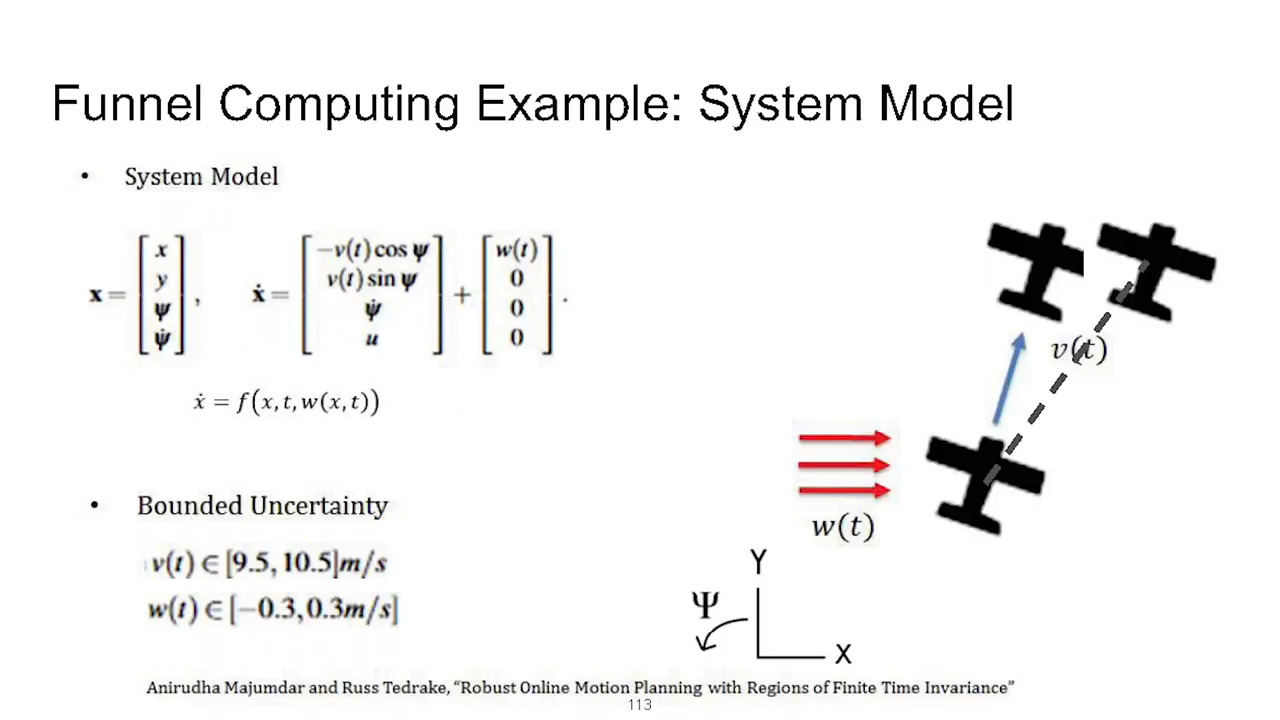 Funnel Computing Example: System Model
• System Model
x = [ x y ψ ψ̇ ], ẋ = [ −v(t) cos ψ v(t) sin ψ ψ̇ u ] + [ w(t) 0 0 0 ].
ẋ = f(x, t, w(x, t))
v(t)
w(t)
• Bounded Uncertainty
v(t) ∈ [9.5, 10.5]m/s
w(t) ∈ [−0.3, 0.3m/s]
Y
Ψ
X
Anirudha Majumdar and Russ Tedrake, “Robust Online Motion Planning with Regions of Finite Time Invariance”
113